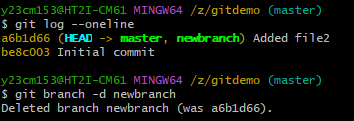 y23cm153@HT2I-CM61 MINGW64 /z/gitdemo (master)
$ git log --oneline
a6b1d66 (HEAD -> master, newbranch) Added file2
be8c003 Initial commit
y23cm153@HT2I-CM61 MINGW64 /z/gitdemo (master)
$ git branch -d newbranch
Deleted branch newbranch (was a6b1d66).